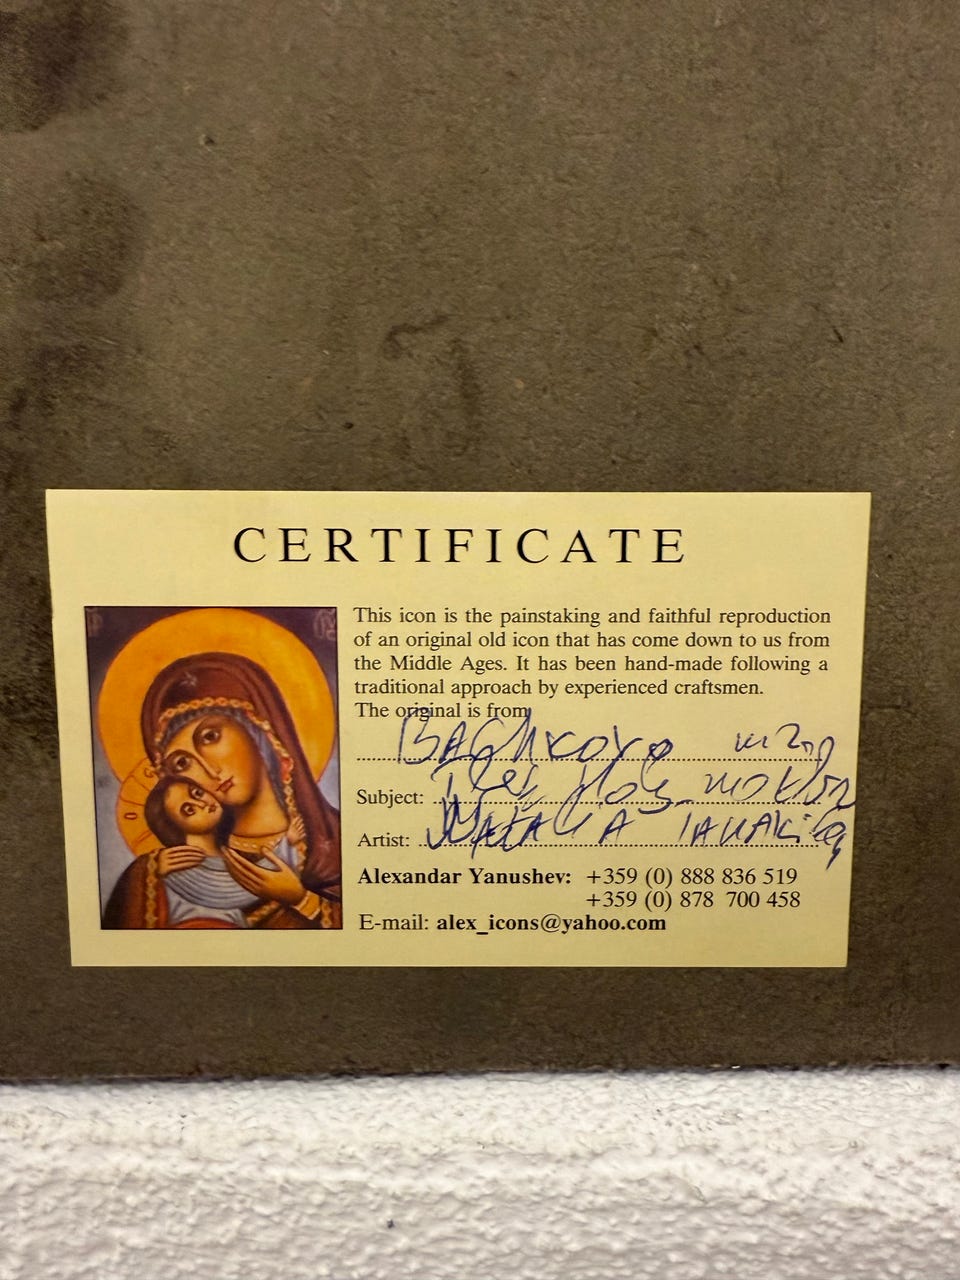 CERTIFICATE
This icon is the painstaking and faithful reproduction
of an original old icon that has come down to us from
the Middle Ages. It has been hand-made following a
traditional approach by experienced craftsmen.
The original is from
Subject:
Artist:
Alexandar Yanushev: +359 (0) 888 836 519
+359 (0) 878 700 458
E-mail: alex_icons@yahoo.com